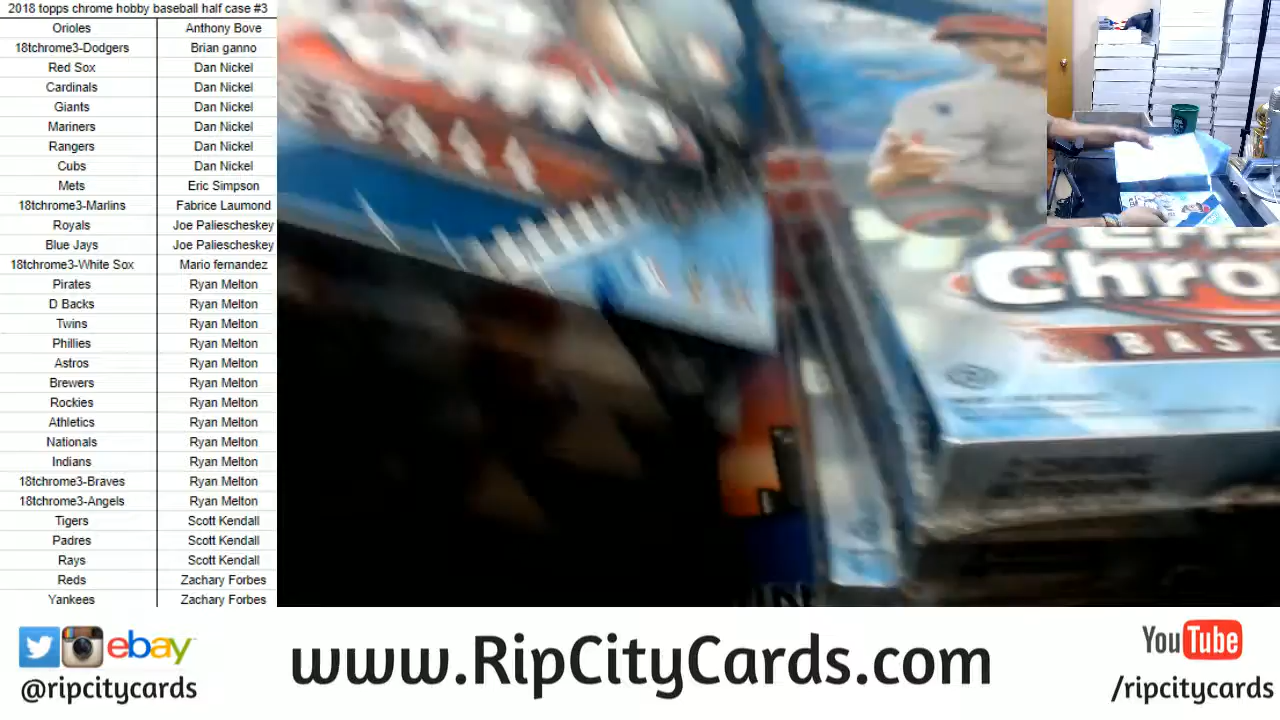 2018 topps chrome hobby baseball half case #3
Orioles Anthony Bove
18tchrome3-Dodgers Brian ganno
Red Sox Dan Nickel
Cardinals Dan Nickel
Giants Dan Nickel
Mariners Dan Nickel
Rangers Dan Nickel
Cubs Dan Nickel
Mets Eric Simpson
18tchrome3-Marlins Fabrice Laumond
Royals Joe Paliescheskey
Blue Jays Joe Paliescheskey
18tchrome3-White Sox Mario fernandez
Pirates Ryan Melton
D Backs Ryan Melton
Twins Ryan Melton
Phillies Ryan Melton
Astros Ryan Melton
Brewers Ryan Melton
Rockies Ryan Melton
Athletics Ryan Melton
Nationals Ryan Melton
Indians Ryan Melton
18tchrome3-Braves Ryan Melton
18tchrome3-Angels Ryan Melton
Tigers Scott Kendall
Padres Scott Kendall
Rays Scott Kendall
Reds Zachary Forbes
Yankees Zachary Forbes
Chro
BASE
ebay
@ripcitycards
www.RipCityCards.com
YouTube
/ripcitycards